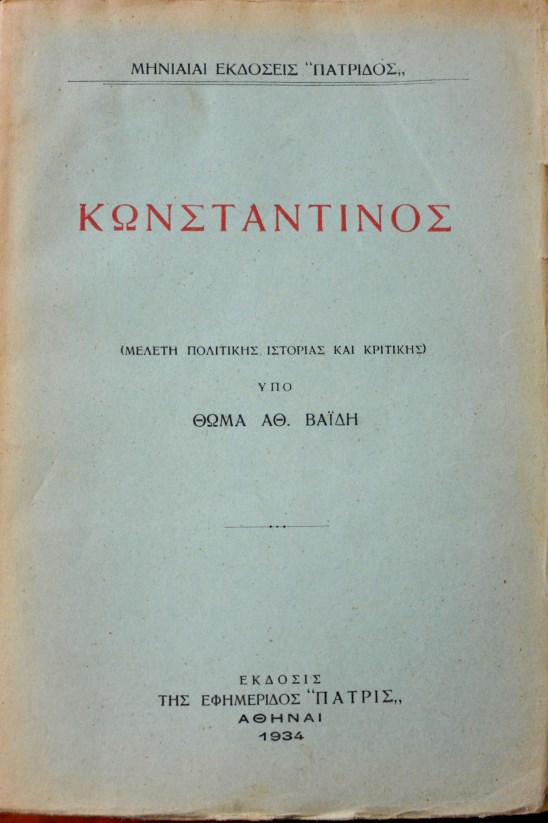 ΜΗΝΙΑΙΑΙ ΕΚΔΟΣΕΙΣ "ΠΑΤΡΙΔΟΣ„
ΚΩΝΣΤΑΝΤΙΝΟΣ
(ΜΕΛΕΤΗ ΠΟΛΙΤΙΚΗΣ ΙΣΤΟΡΙΑΣ ΚΑΙ ΚΡΙΤΙΚΗΣ)
ΥΠΟ
ΘΩΜΑ ΑΘ. ΒΑΪΔΗ
ΕΚΔΟΣΙΣ
ΤΗΣ ΕΦΗΜΕΡΙΔΟΣ "ΠΑΤΡΙΣ„
ΑΘΗΝΑΙ
1934